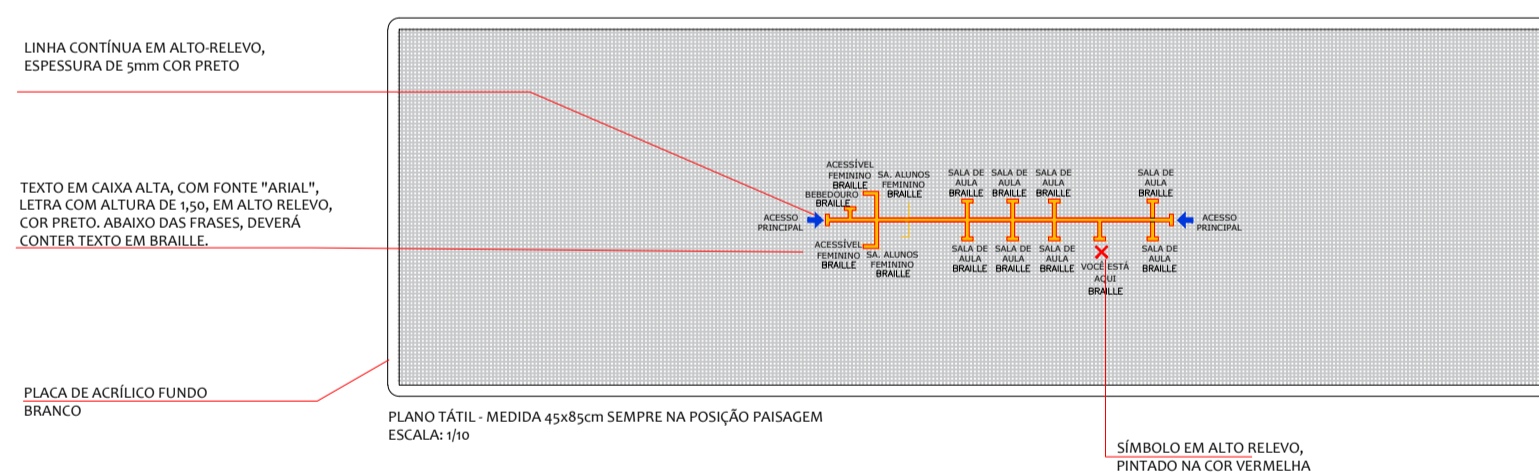 LINHA CONTÍNUA EM ALTO-RELEVO,
ESPESSURA DE 5mm COR PRETO
TEXTO EM CAIXA ALTA, COM FONTE "ARIAL",
LETRA COM ALTURA DE 1,50, EM ALTO RELEVO,
COR PRETO. ABAIXO DAS FRASES, DEVERÁ
CONTER TEXTO EM BRAILLE.
PLACA DE ACRÍLICO FUNDO
BRANCO
ACESSÍVEL
FEMININO
BRAILLE
BEBEDOURO
BRAILLE
SA. ALUNOS
FEMININO
BRAILLE
SALA DE
AULA
BRAILLE
SALA DE
AULA
BRAILLE
SALA DE
AULA
BRAILLE
SALA DE
AULA
BRAILLE
ACESSO
PRINCIPAL
ACESSO
PRINCIPAL
ACESSÍVEL
FEMININO
BRAILLE
SA. ALUNOS
FEMININO
BRAILLE
SALA DE
AULA
BRAILLE
SALA DE
AULA
BRAILLE
SALA DE
AULA
BRAILLE
VOCÊ ESTÁ
AQUI
BRAILLE
SALA DE
AULA
BRAILLE
PLANO TÁTIL - MEDIDA 45x85cm SEMPRE NA POSIÇÃO PAISAGEM
ESCALA: 1/10
SÍMBOLO EM ALTO RELEVO,
PINTADO NA COR VERMELHA